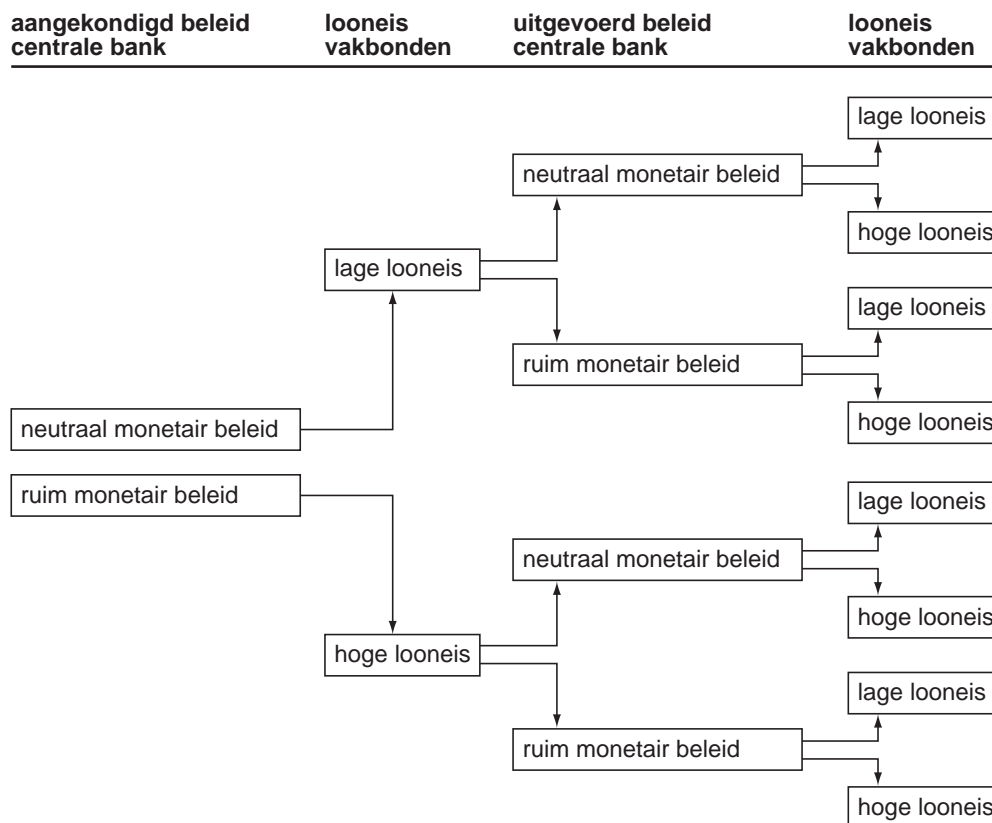 aangekondigd beleid
centrale bank
looneis
vakbonden
uitgevoerd beleid
centrale bank
looneis
vakbonden
lage looneis
neutraal monetair beleid
hoge looneis
lage looneis
lage looneis
ruim monetair beleid
hoge looneis
neutraal monetair beleid
ruim monetair beleid
lage looneis
neutraal monetair beleid
hoge looneis
hoge looneis
lage looneis
ruim monetair beleid
hoge looneis